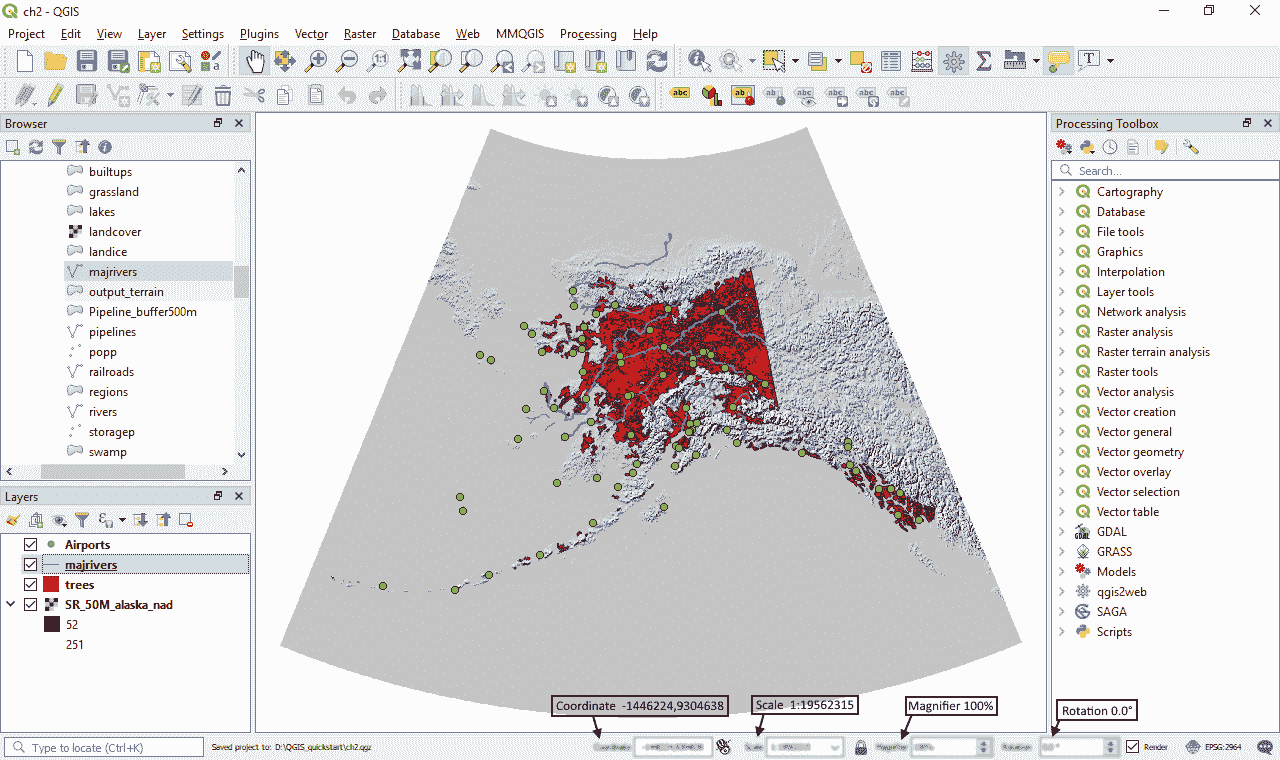 ch2 - QGIS
Project Edit View Layer Settings Plugins Vector Raster Database Web MMQGIS Processing Help
Browser
builtups
grassland
lakes
landcover
landice
majrivers
output_terrain
Pipeline_buffer500m
pipelines
popp
railroads
regions
rivers
storagep
swamp
Layers
Airports
majrivers
trees
SR_50M_alaska_nad
52
251
Processing Toolbox
Search...
Cartography
Database
File tools
Graphics
Interpolation
Layer tools
Network analysis
Raster analysis
Raster terrain analysis
Raster tools
Vector analysis
Vector creation
Vector general
Vector geometry
Vector overlay
Vector selection
Vector table
GDAL
GRASS
Models
qgis2web
SAGA
Scripts
Coordinate -1446224,9304638
Scale 1:19562315
Magnifier 100%
Rotation 0.0°
Type to locate (Ctrl+K)
Saved project to: D:\QGIS_quickstart\ch2.qgz
Coordinate
Scale
Magnifier
Rotation
Render
EPSG:2964